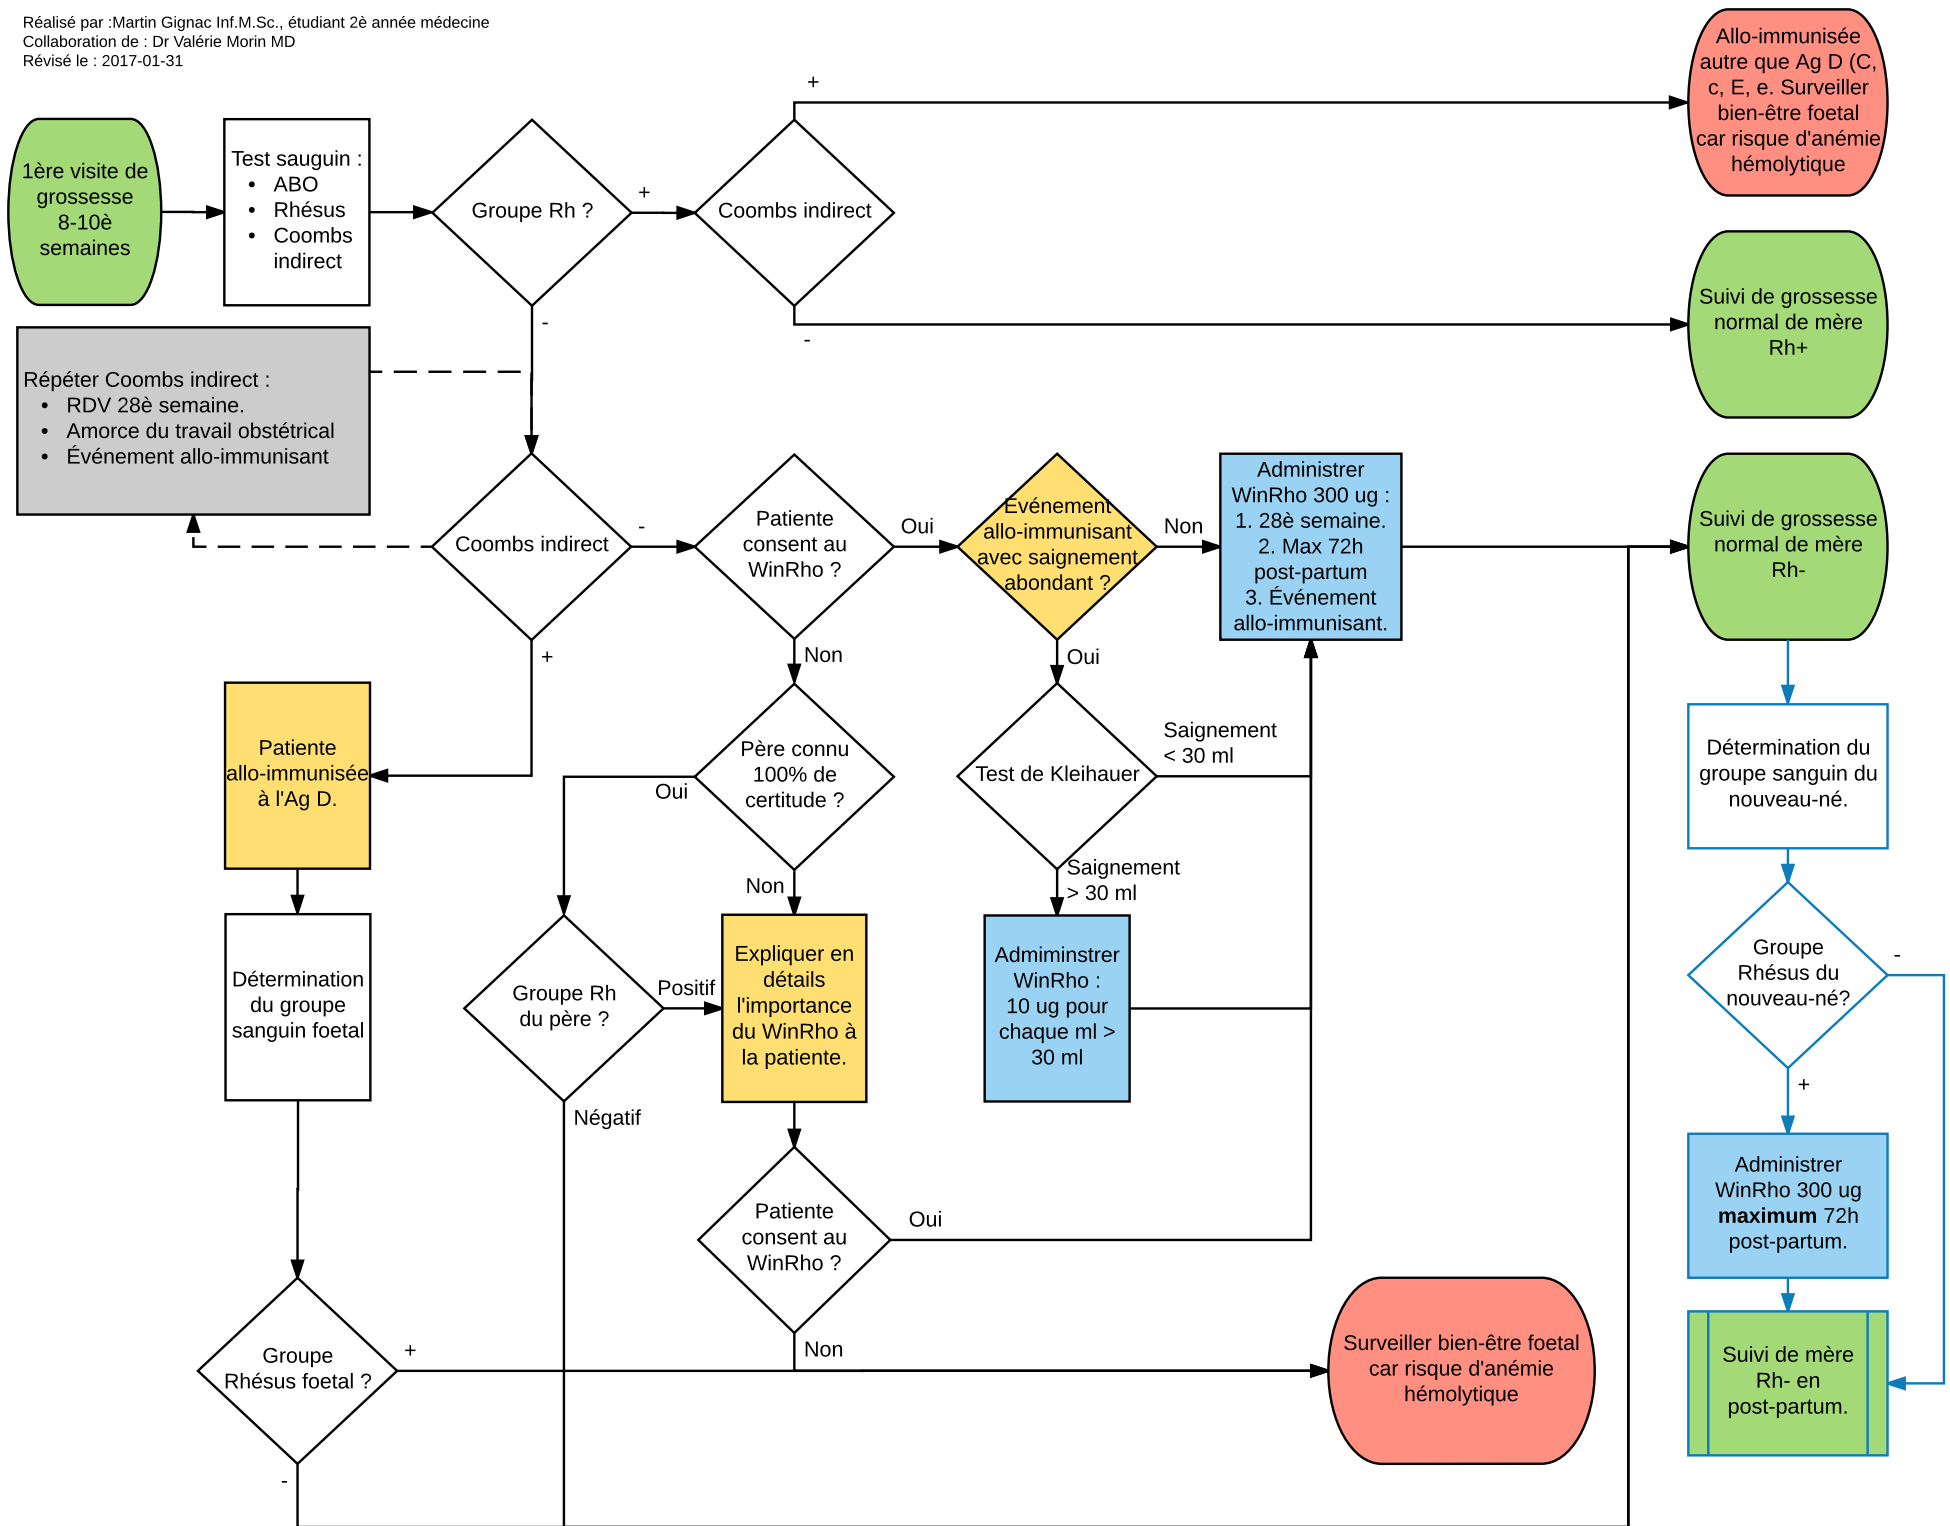 Réalisé par :Martin Gignac Inf.M.Sc., étudiant 2è année médecine
Collaboration de : Dr Valérie Morin MD
Révisé le : 2017-01-31
Allo-immunisée
autre que Ag D (C,
c, E, e. Surveiller
bien-être foetal
car risque d'anémie
hémolytique
+
1ère visite de
grossesse
8-10è
semaines
Test sauguin :
• ABO
• Rhésus
• Coombs
indirect
Groupe Rh ?
+
Coombs indirect
-
-
Suivi de grossesse
normal de mère
Rh+
Répéter Coombs indirect :
• RDV 28è semaine.
• Amorce du travail obstétrical
• Événement allo-immunisant
Coombs indirect
-
Patiente
consent au
WinRho ?
Oui
Événement
allo-immunisant
avec saignement
abondant ?
Non
Administrer
WinRho 300 ug :
1. 28è semaine.
2. Max 72h
post-partum
3. Événement
allo-immunisant.
Suivi de grossesse
normal de mère
Rh-
+
Non
Oui
Patiente
allo-immunisée
à l'Ag D.
Père connu
100% de
certitude ?
Oui
Test de Kleihauer
Saignement
< 30 ml
Détermination du
groupe sanguin du
nouveau-né.
Non
Saignement
> 30 ml
Détermination
du groupe
sanguin foetal
Groupe Rh
du père ?
Positif
Expliquer en
détails
l'importance
du WinRho à
la patiente.
Adminstrer
WinRho :
10 ug pour
chaque ml >
30 ml
Groupe
Rhésus du
nouveau-né?
-
+
Négatif
Patiente
consent au
WinRho ?
Oui
Administrer
WinRho 300 ug
maximum 72h
post-partum.
Groupe
Rhésus foetal ?
+
Non
Surveiller bien-être foetal
car risque d'anémie
hémolytique
Suivi de mère
Rh- en
post-partum.
-